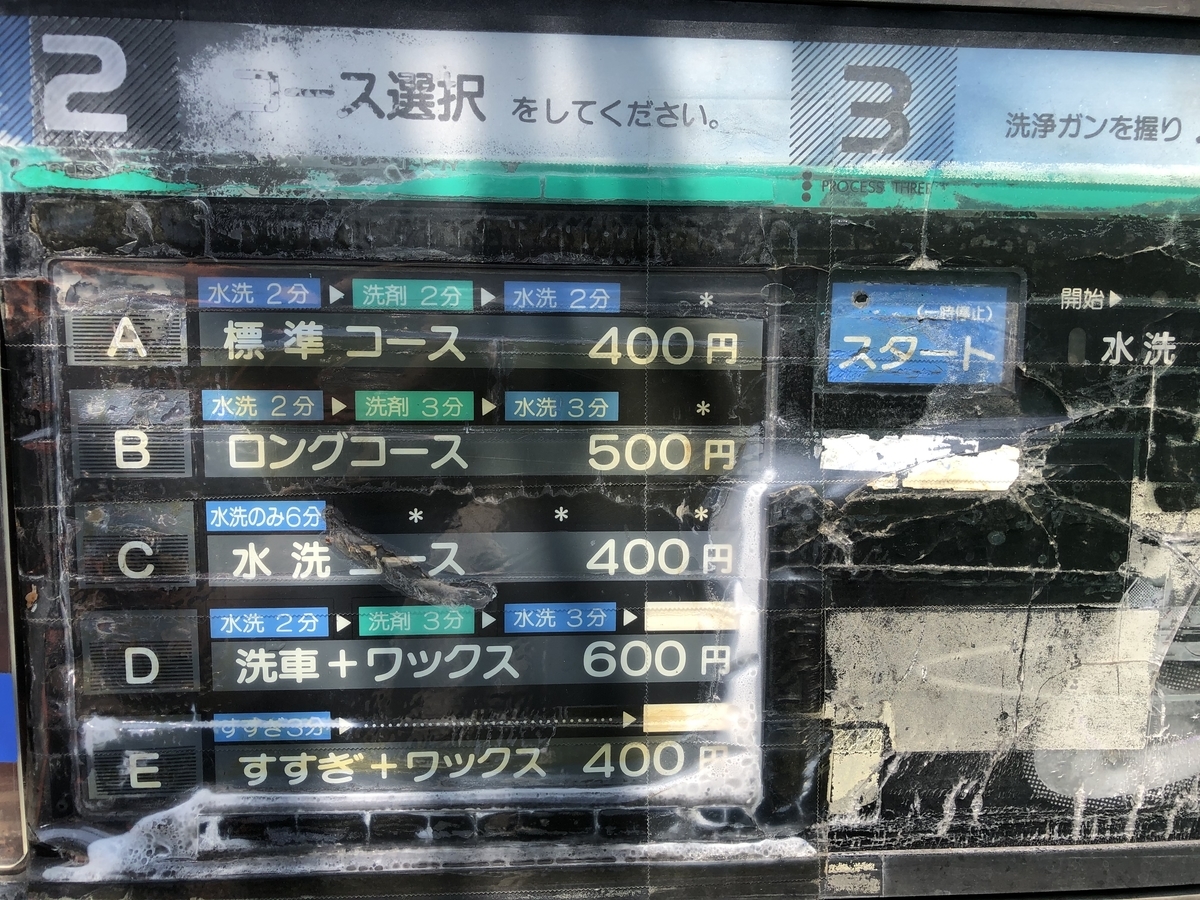 2
コース選択 をしてください。
3
洗浄ガンを握り
PROCESS THREE
A
水洗 2分 ▶ 洗剤 2分 ▶ 水洗 2分 *
標準コース 400円
B
水洗 2分 ▶ 洗剤 3分 ▶ 水洗 3分 *
ロングコース 500円
C
水洗のみ6分 * * *
水洗コース 400円
D
水洗 2分 ▶ 洗剤 3分 ▶ 水洗 3分 ▶
洗車+ワックス 600円
E
すすぎ3分 ▶ ▶
すすぎ+ワックス 400円
(一時停止)
スタート
開始▶
水洗